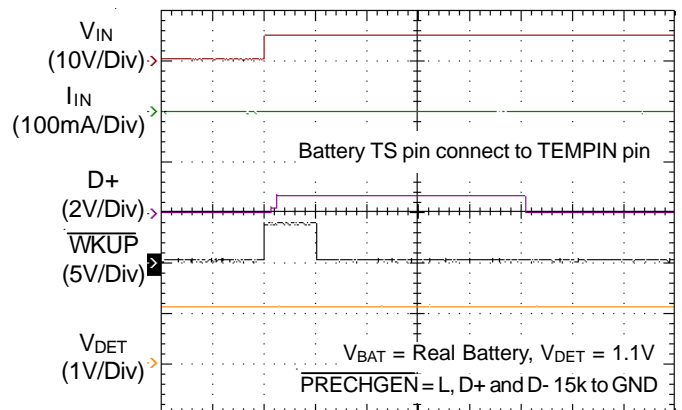 VIN
(10V/Div)
IIN
(100mA/Div)
Battery TS pin connect to TEMPIN pin
D+
(2V/Div)
WKUP
(5V/Div)
VDET
(1V/Div)
VBAT = Real Battery, VDET = 1.1V
PRECHGEN = L, D+ and D- 15k to GND